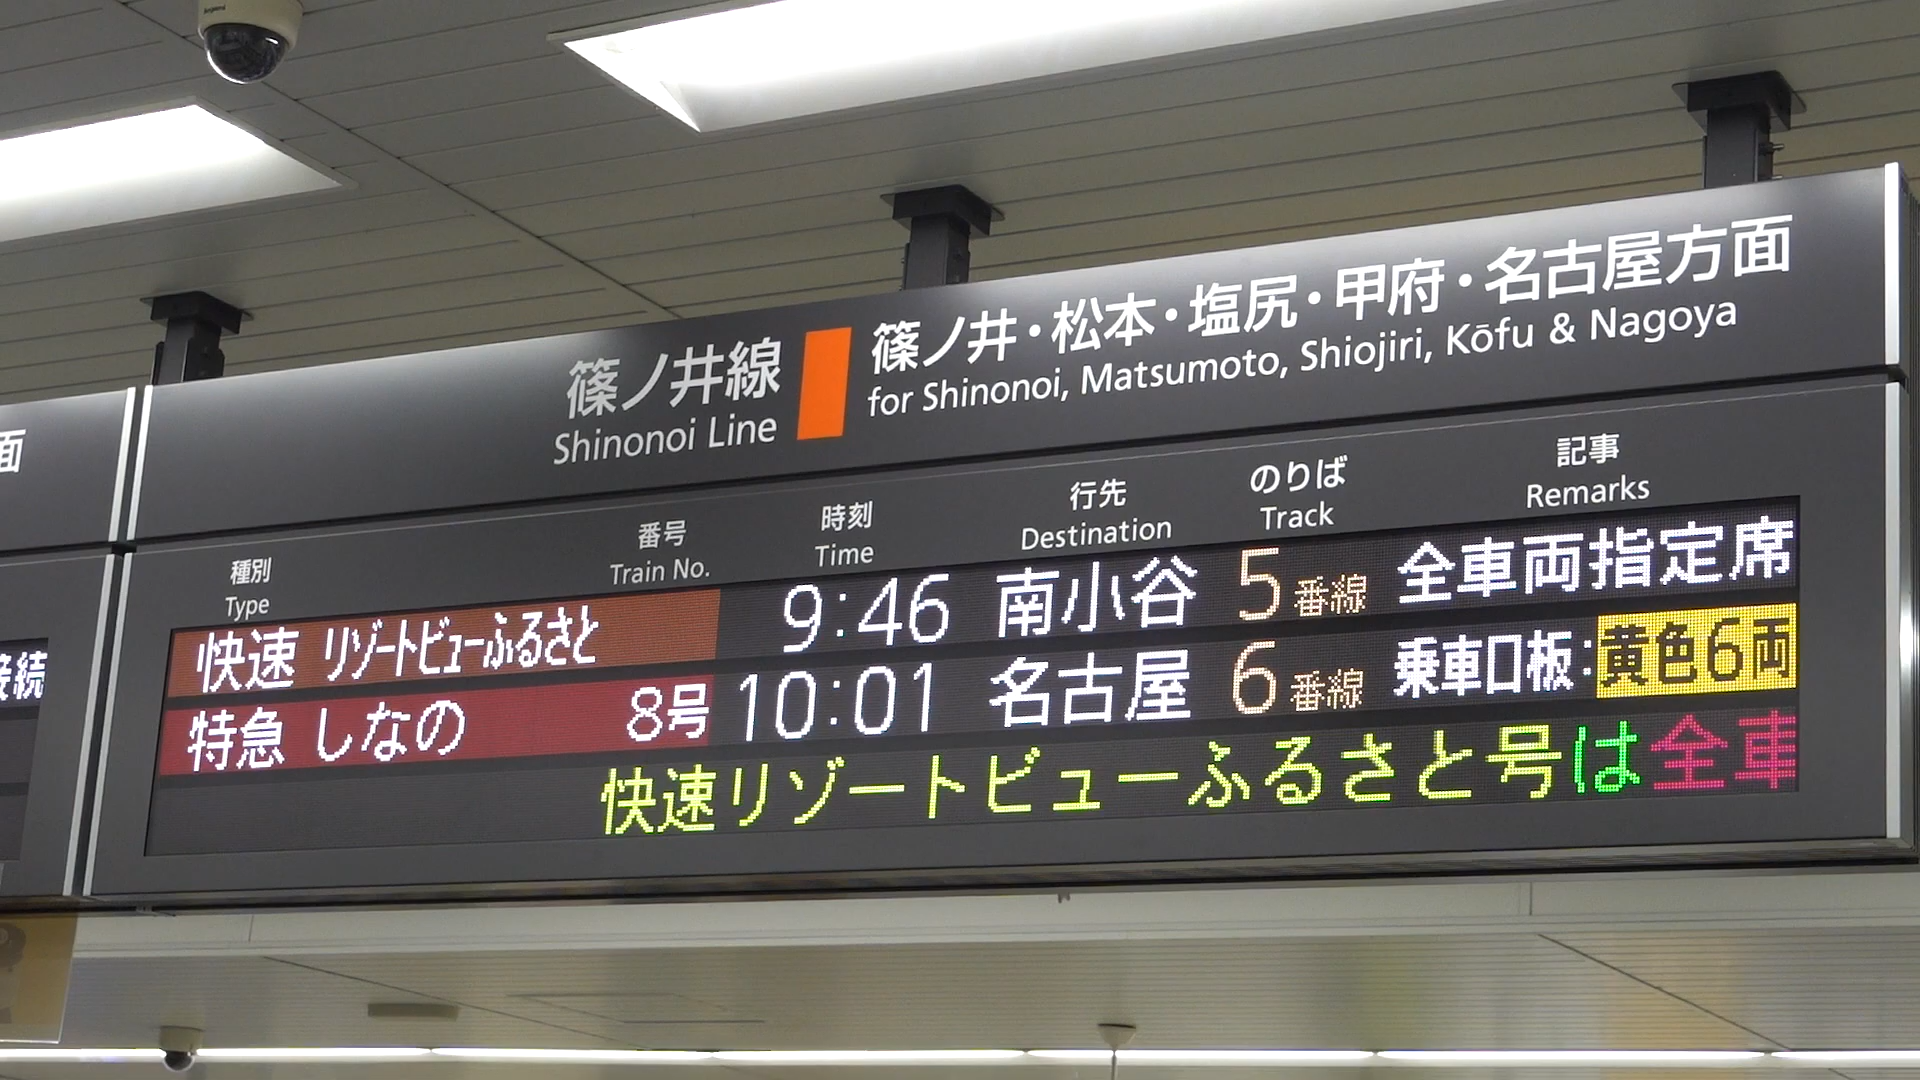 面
篠ノ井線
Shinonoi Line
篠ノ井・松本・塩尻・甲府・名古屋方面
for Shinonoi, Matsumoto, Shiojiri, Kōfu & Nagoya
種別 番号 時刻 行先 のりば 記事
Type Train No. Time Destination Track Remarks
快速 リゾートビューふるさと 9:46 南小谷 5番線 全車両指定席
接続
特急 しなの 8号 10:01 名古屋 6番線 乗車口板:黄色6両
快速リゾートビューふるさと号は全車